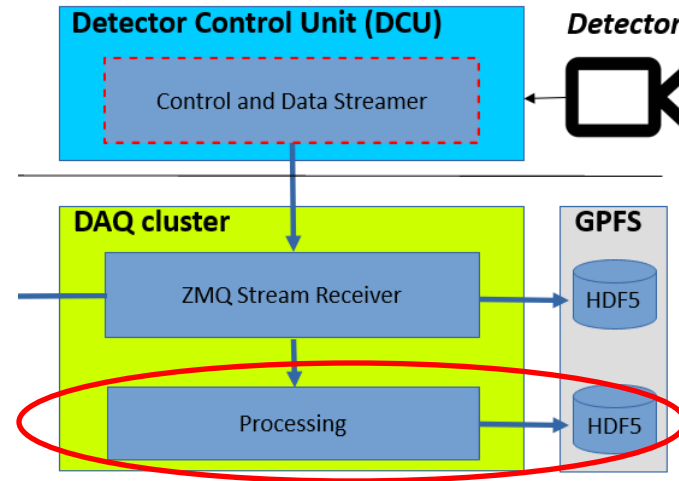 Detector Control Unit (DCU)
Detector
Control and Data Streamer
DAQ cluster
GPFS
ZMQ Stream Receiver
HDF5
Processing
HDF5